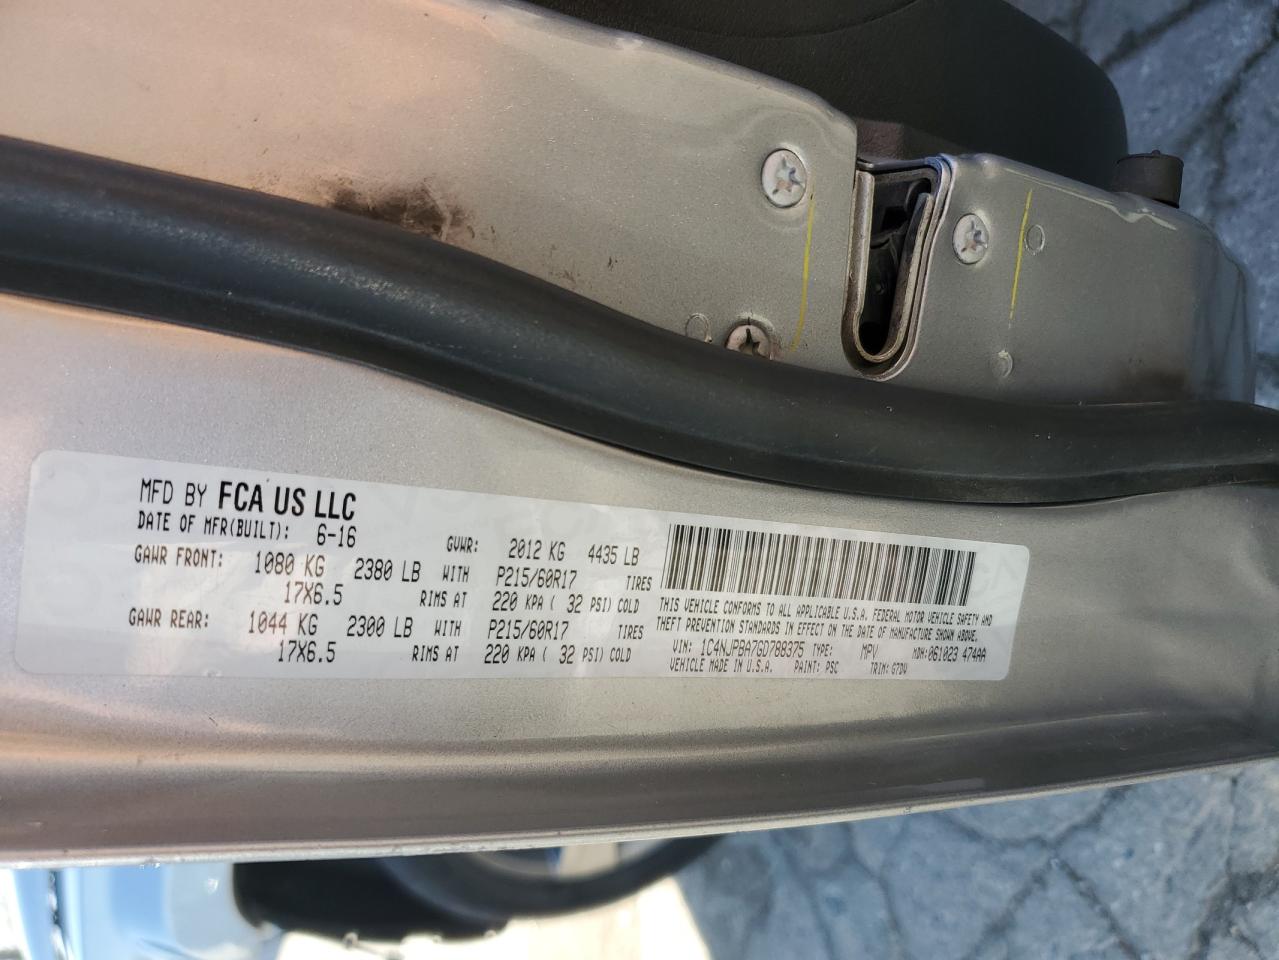 MFD BY FCA US LLC
DATE OF MFR(BUILT): 6-16 GVWR: 2012 KG 4435 LB
GAWR FRONT: 1080 KG 2380 LB WITH P215/60R17 TIRES
17X6.5 RIMS AT 220 KPA ( 32 PSI) COLD
GAWR REAR: 1044 KG 2300 LB WITH P215/60R17 TIRES
17X6.5 RIMS AT 220 KPA ( 32 PSI) COLD
THIS VEHICLE CONFORMS TO ALL APPLICABLE U.S.A. FEDERAL MOTOR VEHICLE SAFETY AND
THEFT PREVENTION STANDARDS IN EFFECT ON THE DATE OF MANUFACTURE SHOWN ABOVE.
VIN: 1C4NJPBA7GD788375 TYPE: MPV MDH: 061023 474AA
VEHICLE MADE IN U.S.A. PAINT: PSC TRIM: G7DV